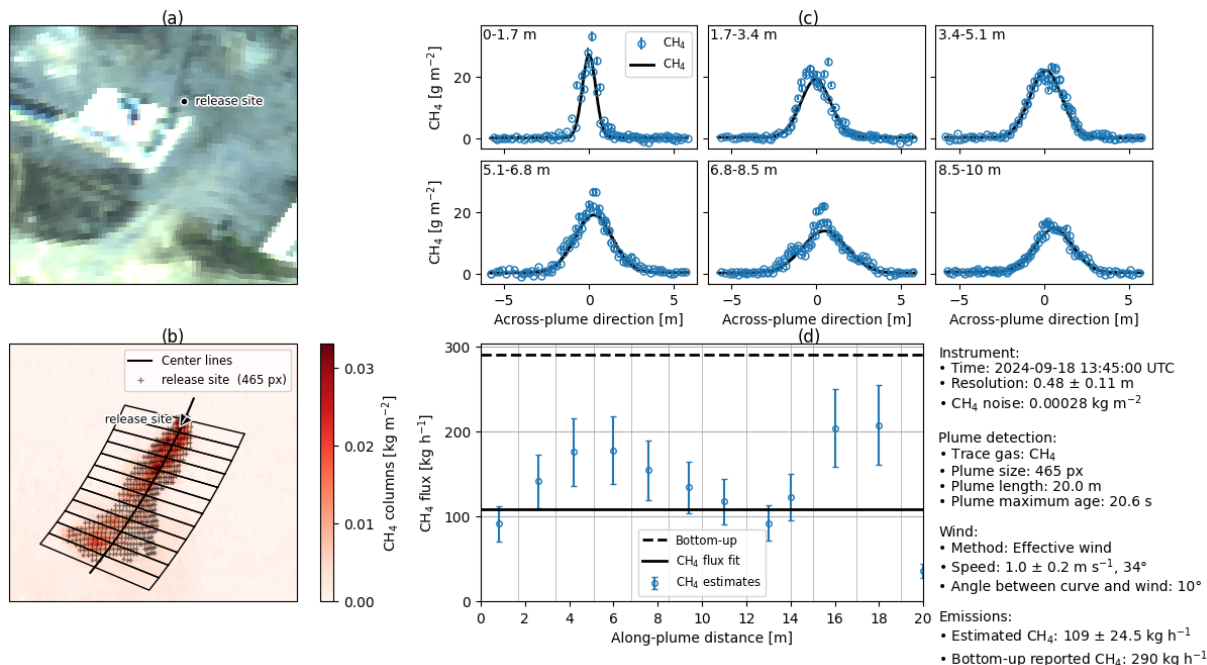 (a)
release site
(b)
Center lines
release site (465 px)
release site
0.03
0.02
0.01
0.00
CH₄ columns [kg m⁻²]
(c)
0-1.7 m
CH₄
CH₄
1.7-3.4 m
3.4-5.1 m
20
0
CH₄ [g m⁻²]
5.1-6.8 m
6.8-8.5 m
8.5-10 m
20
0
CH₄ [g m⁻²]
−5 0 5
−5 0 5
−5 0 5
Across-plume direction [m]
Across-plume direction [m]
Across-plume direction [m]
(d)
300
200
100
0
CH₄ flux [kg h⁻¹]
Bottom-up
CH₄ flux fit
CH₄ estimates
0 2 4 6 8 10 12 14 16 18 20
Along-plume distance [m]
Instrument:
• Time: 2024-09-18 13:45:00 UTC
• Resolution: 0.48 ± 0.11 m
• CH₄ noise: 0.00028 kg m⁻²
Plume detection:
• Trace gas: CH₄
• Plume size: 465 px
• Plume length: 20.0 m
• Plume maximum age: 20.6 s
Wind:
• Method: Effective wind
• Speed: 1.0 ± 0.2 m s⁻¹, 34°
• Angle between curve and wind: 10°
Emissions:
• Estimated CH₄: 109 ± 24.5 kg h⁻¹
• Bottom-up reported CH₄: 290 kg h⁻¹